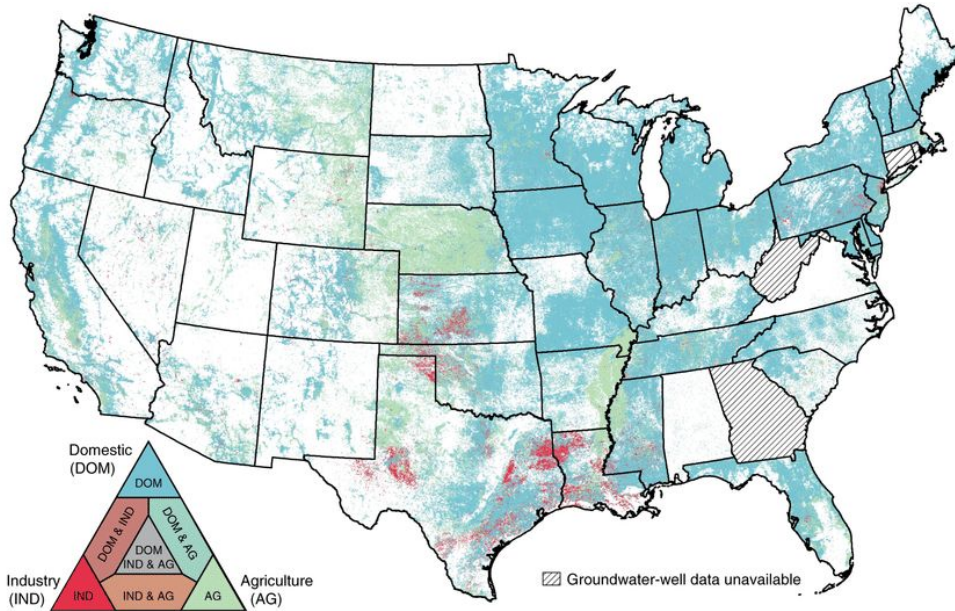 Domestic
(DOM)
DOM
DOM & IND
DOM & AG
DOM
IND & AG
Industry
(IND)
IND
IND & AG
AG
Agriculture
(AG)
Groundwater-well data unavailable